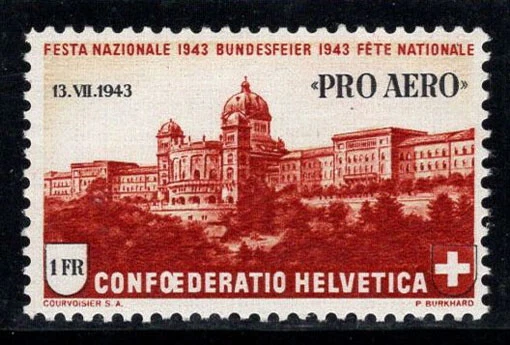 FESTA NAZIONALE 1943 BUNDESFEIER 1943 FÊTE NATIONALE
13.VII.1943
«PRO AERO»
1 FR
CONFŒDERATIO HELVETICA
COURVOISIER S.A.
P. BURKHARD